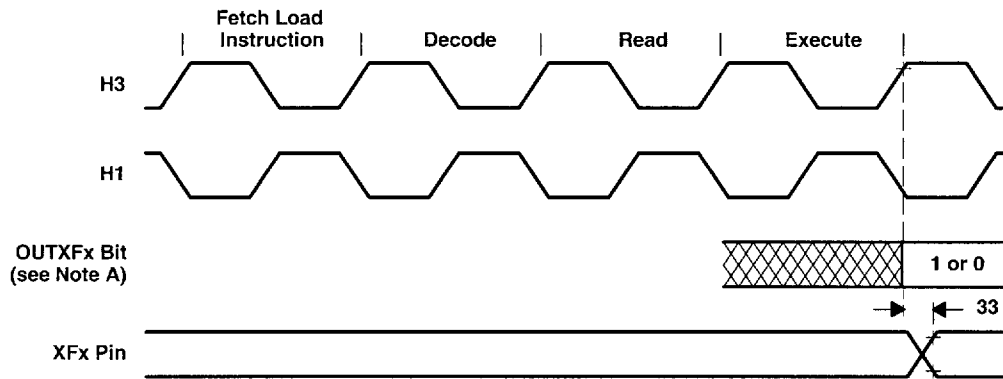 Fetch Load
Instruction
Decode
Read
Execute
H3
H1
OUTXFx Bit
(see Note A)
1 or 0
33
XFx Pin